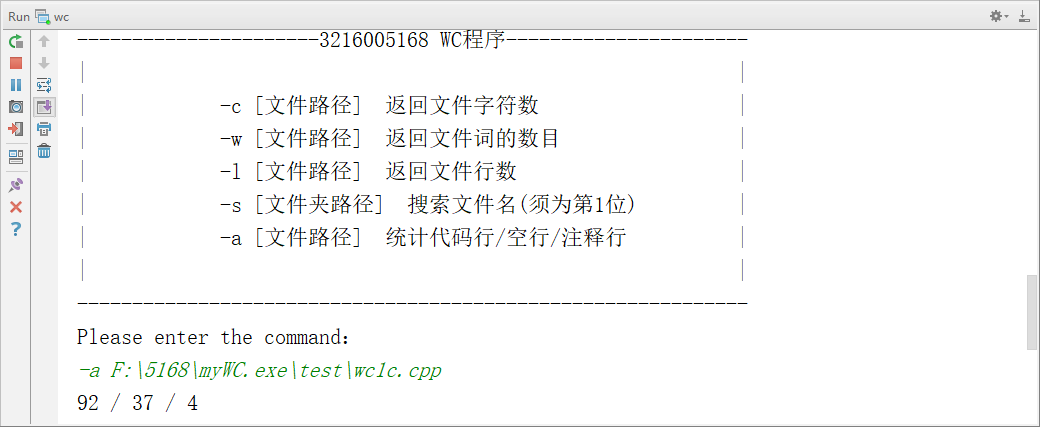 Run wc
----------------------3216005168 WC程序----------------------
| |
| -c [文件路径] 返回文件字符数 |
| -w [文件路径] 返回文件词的数目 |
| -l [文件路径] 返回文件行数 |
| -s [文件夹路径] 搜索文件名(须为第1位) |
| -a [文件路径] 统计代码行/空行/注释行 |
| |
-------------------------------------------------------------
Please enter the command:
-a F:\5168\myWC.exe\test\wclc.cpp
92 / 37 / 4